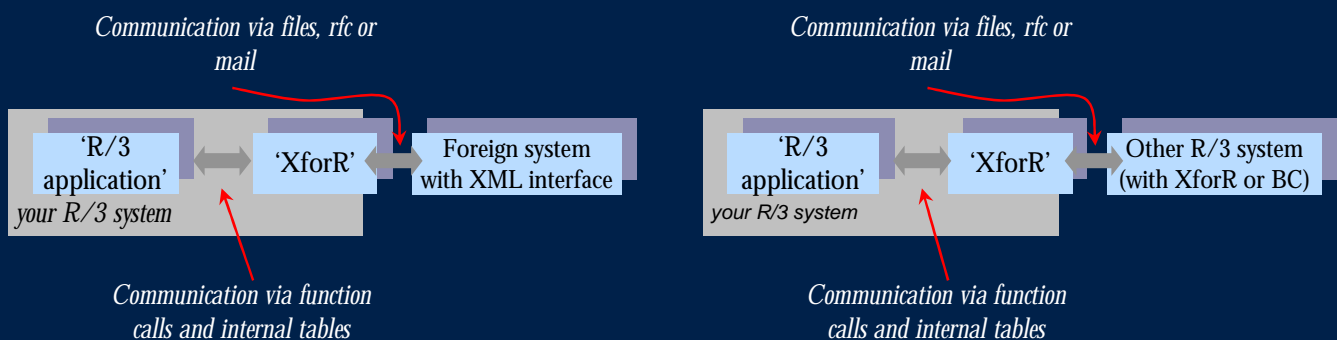 Communication via files, rfc or
mail
‘R/3
application’
‘XforR’
Foreign system
with XML interface
your R/3 system
Communication via function
calls and internal tables
Communication via files, rfc or
mail
‘R/3
application’
‘XforR’
Other R/3 system
(with XforR or BC)
your R/3 system
Communication via function
calls and internal tables